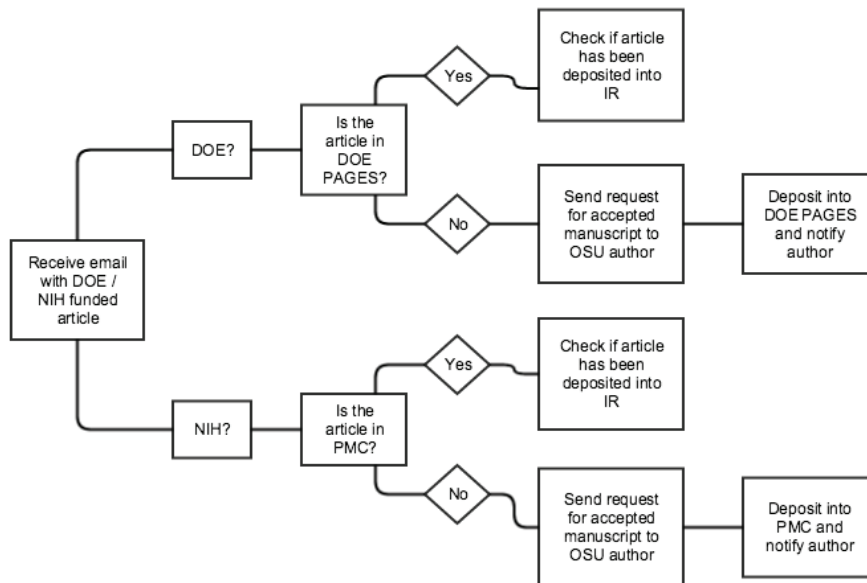 Receive email
with DOE /
NIH funded
article
DOE?
Is the
article in
DOE
PAGES?
Yes
Check if article
has been
deposited into
IR
No
Send request
for accepted
manuscript to
OSU author
Deposit into
DOE PAGES
and notify
author
NIH?
Is the
article in
PMC?
Yes
Check if article
has been
deposited into
IR
No
Send request
for accepted
manuscript to
OSU author
Deposit into
PMC and
notify author